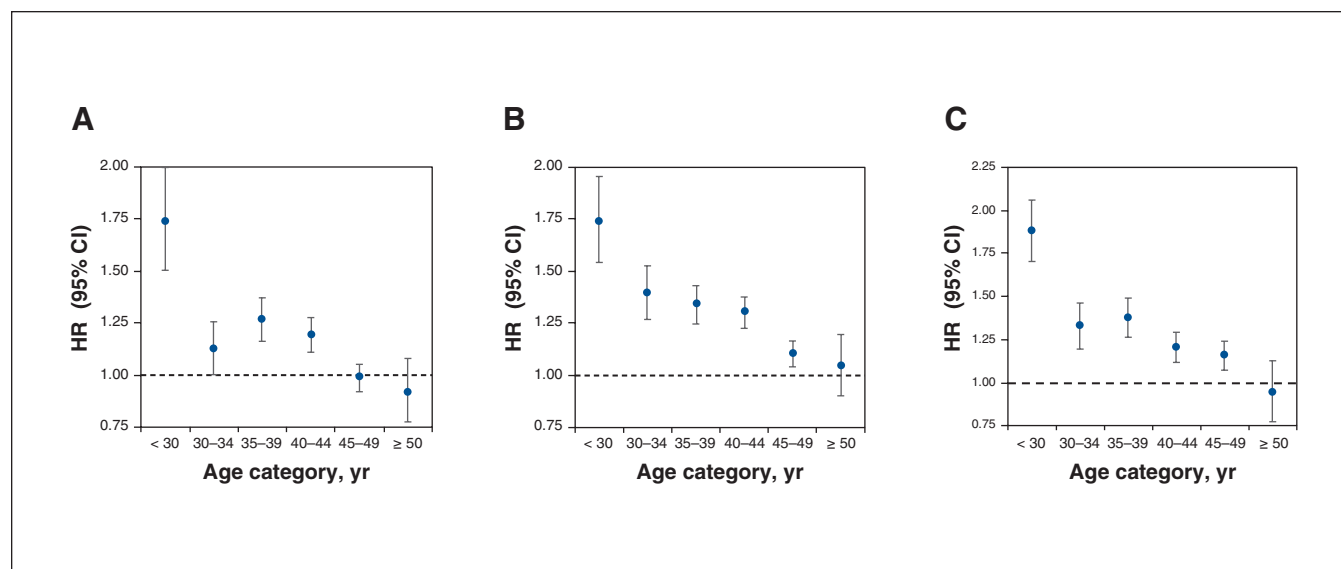 A
HR (95% CI)
2.00
1.75
1.50
1.25
1.00
0.75
< 30 30–34 35–39 40–44 45–49 ≥ 50
Age category, yr
B
HR (95% CI)
2.00
1.75
1.50
1.25
1.00
0.75
< 30 30–34 35–39 40–44 45–49 ≥ 50
Age category, yr
C
HR (95% CI)
2.25
2.00
1.75
1.50
1.25
1.00
0.75
< 30 30–34 35–39 40–44 45–49 ≥ 50
Age category, yr